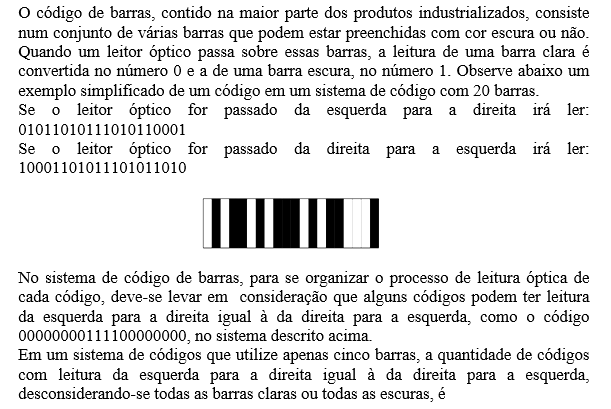 O código de barras, contido na maior parte dos produtos industrializados, consiste
num conjunto de várias barras que podem estar preenchidas com cor escura ou não.
Quando um leitor óptico passa sobre essas barras, a leitura de uma barra clara é
convertida no número 0 e a de uma barra escura, no número 1. Observe abaixo um
exemplo simplificado de um código em um sistema de código com 20 barras.
Se o leitor óptico for passado da esquerda para a direita irá ler:
01011010111010110001
Se o leitor óptico for passado da direita para a esquerda irá ler:
10001101011101011010
No sistema de código de barras, para se organizar o processo de leitura óptica de
cada código, deve-se levar em consideração que alguns códigos podem ter leitura
da esquerda para a direita igual à da direita para a esquerda, como o código
00000000111100000000, no sistema descrito acima.
Em um sistema de códigos que utilize apenas cinco barras, a quantidade de códigos
com leitura da esquerda para a direita igual à da direita para a esquerda,
desconsiderando-se todas as barras claras ou todas as escuras, é